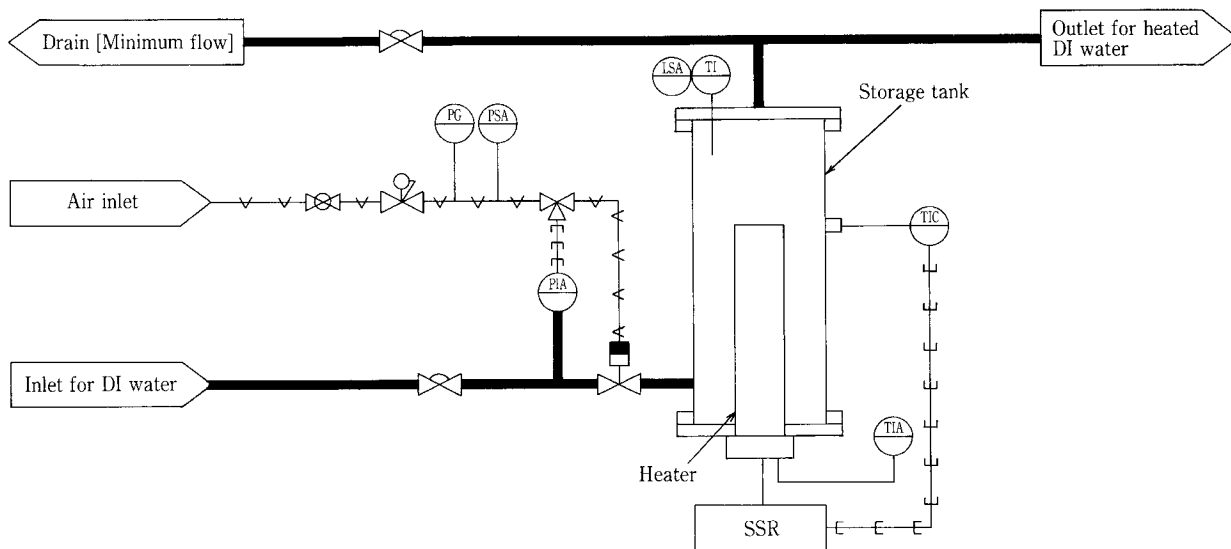 Drain [Minimum flow]
Outlet for heated
DI water
LSA
TI
Storage tank
PG
PSA
Air inlet
TIC
PIA
Inlet for DI water
TIA
Heater
SSR